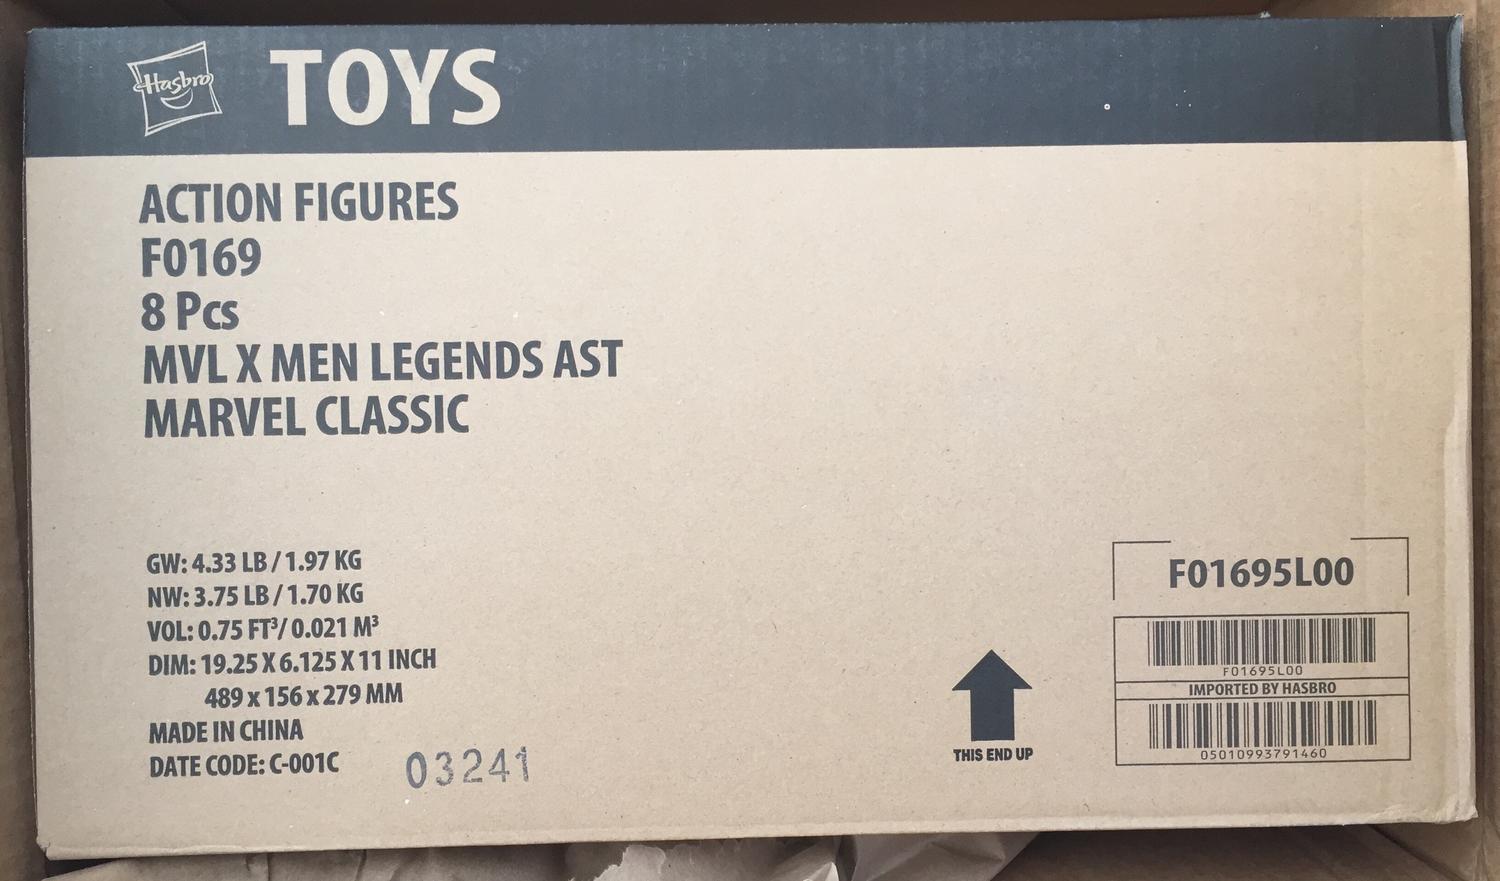 Hasbro TOYS
ACTION FIGURES
F0169
8 Pcs
MVL X MEN LEGENDS AST
MARVEL CLASSIC
GW: 4.33 LB / 1.97 KG
NW: 3.75 LB / 1.70 KG
VOL: 0.75 FT³/ 0.021 M³
DIM: 19.25 X 6.125 X 11 INCH
489 x 156 x 279 MM
MADE IN CHINA
DATE CODE: C-001C 03241
THIS END UP
F01695L00
F01695L00
IMPORTED BY HASBRO
05010993791460